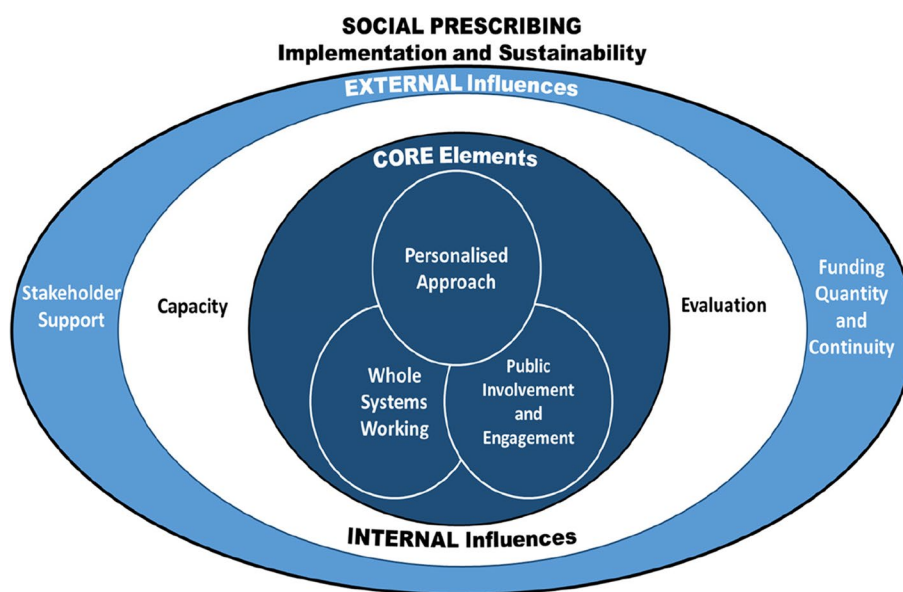 SOCIAL PRESCRIBING
Implementation and Sustainability
EXTERNAL Influences
CORE Elements
Personalised
Approach
Stakeholder
Support
Capacity
Evaluation
Funding
Quantity
and
Continuity
Whole
Systems
Working
Public
Involvement
and
Engagement
INTERNAL Influences